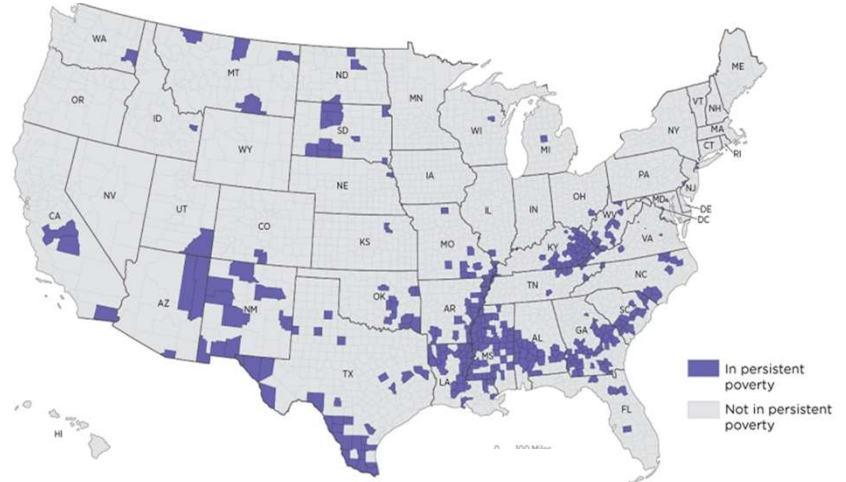 WA
OR
ID
MT
ND
MN
WI
MI
ME
VT
NH
NY
MA
CT
RI
SD
WY
NV
CA
UT
CO
NE
IA
IL
IN
OH
PA
NJ
MD
DE
DC
WV
VA
KY
KS
MO
AZ
NM
OK
AR
TN
NC
SC
TX
LA
MS
AL
GA
FL
HI
In persistent
poverty
Not in persistent
poverty